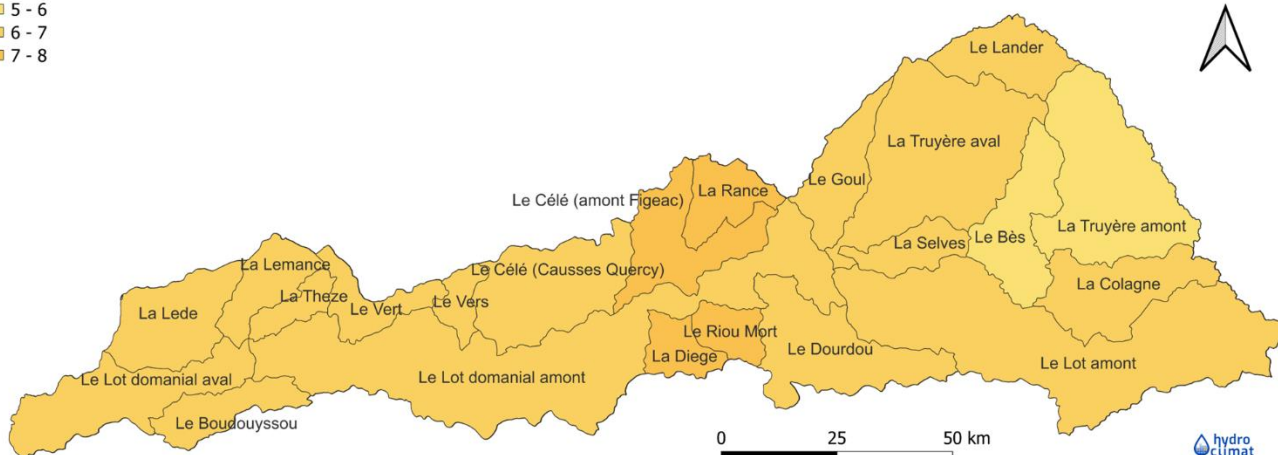 5 - 6
6 - 7
7 - 8
Le Lander
La Truyère aval
La Rance
Le Goul
Le Célé (amont Figeac)
La Truyère amont
La Selves
Le Bès
La Lemance
Le Célé (Causses Quercy)
La Colagne
La Theze
Le Vers
La Lede
Le Vert
Le Riou Mort
Le Dourdou
La Diege
Le Lot amont
Le Lot domanial aval
Le Lot domanial amont
Le Boudouyssou
0 25 50 km
hydro
climat